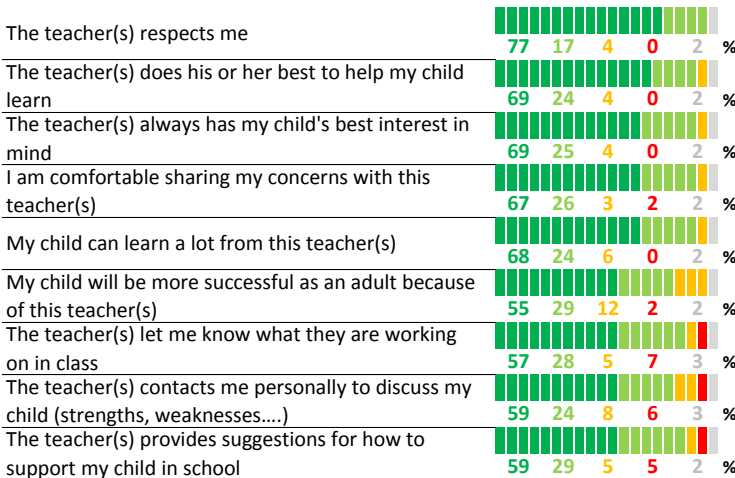 The teacher(s) respects me
77 17 4 0 2 %
The teacher(s) does his or her best to help my child
learn
69 24 4 0 2 %
The teacher(s) always has my child's best interest in
mind
69 25 4 0 2 %
I am comfortable sharing my concerns with this
teacher(s)
67 26 3 2 2 %
My child can learn a lot from this teacher(s)
68 24 6 0 2 %
My child will be more successful as an adult because
of this teacher(s)
55 29 12 2 2 %
The teacher(s) let me know what they are working
on in class
57 28 5 7 3 %
The teacher(s) contacts me personally to discuss my
child (strengths, weaknesses....)
59 24 8 6 3 %
The teacher(s) provides suggestions for how to
support my child in school
59 29 5 5 2 %